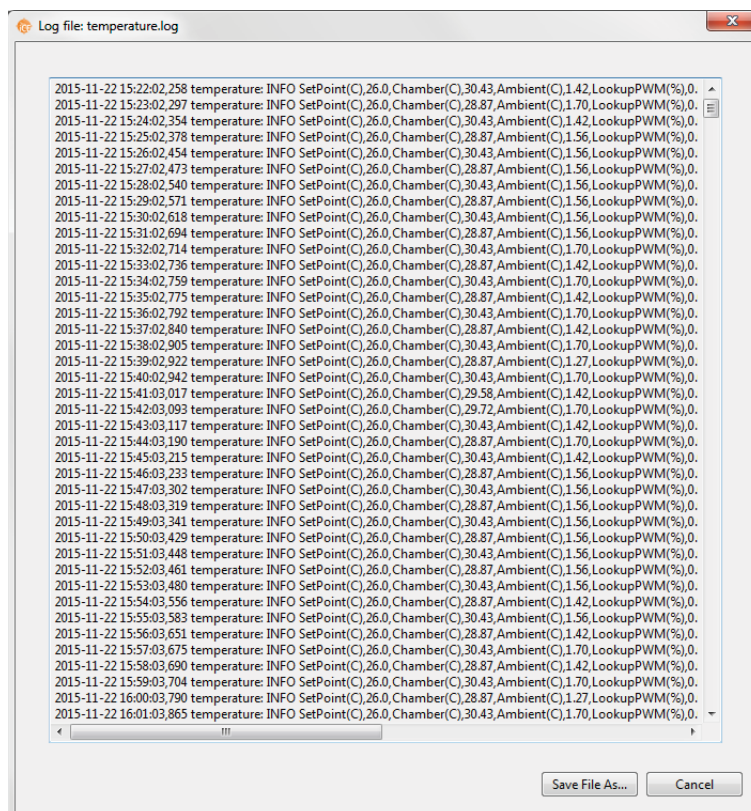 Log file: temperature.log
2015-11-22 15:22:02,258 temperature: INFO SetPoint(C),26.0,Chamber(C),30.43,Ambient(C),1.42,LookupPWM(%),0.
2015-11-22 15:23:02,297 temperature: INFO SetPoint(C),26.0,Chamber(C),28.87,Ambient(C),1.70,LookupPWM(%),0.
2015-11-22 15:24:02,354 temperature: INFO SetPoint(C),26.0,Chamber(C),30.43,Ambient(C),1.42,LookupPWM(%),0.
2015-11-22 15:25:02,378 temperature: INFO SetPoint(C),26.0,Chamber(C),28.87,Ambient(C),1.56,LookupPWM(%),0.
2015-11-22 15:26:02,454 temperature: INFO SetPoint(C),26.0,Chamber(C),30.43,Ambient(C),1.56,LookupPWM(%),0.
2015-11-22 15:27:02,473 temperature: INFO SetPoint(C),26.0,Chamber(C),28.87,Ambient(C),1.56,LookupPWM(%),0.
2015-11-22 15:28:02,540 temperature: INFO SetPoint(C),26.0,Chamber(C),30.43,Ambient(C),1.56,LookupPWM(%),0.
2015-11-22 15:29:02,571 temperature: INFO SetPoint(C),26.0,Chamber(C),28.87,Ambient(C),1.56,LookupPWM(%),0.
2015-11-22 15:30:02,618 temperature: INFO SetPoint(C),26.0,Chamber(C),30.43,Ambient(C),1.56,LookupPWM(%),0.
2015-11-22 15:31:02,694 temperature: INFO SetPoint(C),26.0,Chamber(C),28.87,Ambient(C),1.56,LookupPWM(%),0.
2015-11-22 15:32:02,714 temperature: INFO SetPoint(C),26.0,Chamber(C),30.43,Ambient(C),1.70,LookupPWM(%),0.
2015-11-22 15:33:02,736 temperature: INFO SetPoint(C),26.0,Chamber(C),28.87,Ambient(C),1.42,LookupPWM(%),0.
2015-11-22 15:34:02,759 temperature: INFO SetPoint(C),26.0,Chamber(C),30.43,Ambient(C),1.70,LookupPWM(%),0.
2015-11-22 15:35:02,775 temperature: INFO SetPoint(C),26.0,Chamber(C),28.87,Ambient(C),1.42,LookupPWM(%),0.
2015-11-22 15:36:02,792 temperature: INFO SetPoint(C),26.0,Chamber(C),30.43,Ambient(C),1.70,LookupPWM(%),0.
2015-11-22 15:37:02,840 temperature: INFO SetPoint(C),26.0,Chamber(C),28.87,Ambient(C),1.42,LookupPWM(%),0.
2015-11-22 15:38:02,905 temperature: INFO SetPoint(C),26.0,Chamber(C),30.43,Ambient(C),1.70,LookupPWM(%),0.
2015-11-22 15:39:02,922 temperature: INFO SetPoint(C),26.0,Chamber(C),28.87,Ambient(C),1.27,LookupPWM(%),0.
2015-11-22 15:40:02,942 temperature: INFO SetPoint(C),26.0,Chamber(C),30.43,Ambient(C),1.70,LookupPWM(%),0.
2015-11-22 15:41:03,017 temperature: INFO SetPoint(C),26.0,Chamber(C),29.58,Ambient(C),1.42,LookupPWM(%),0.
2015-11-22 15:42:03,093 temperature: INFO SetPoint(C),26.0,Chamber(C),29.72,Ambient(C),1.70,LookupPWM(%),0.
2015-11-22 15:43:03,117 temperature: INFO SetPoint(C),26.0,Chamber(C),30.43,Ambient(C),1.42,LookupPWM(%),0.
2015-11-22 15:44:03,190 temperature: INFO SetPoint(C),26.0,Chamber(C),28.87,Ambient(C),1.70,LookupPWM(%),0.
2015-11-22 15:45:03,215 temperature: INFO SetPoint(C),26.0,Chamber(C),30.43,Ambient(C),1.42,LookupPWM(%),0.
2015-11-22 15:46:03,233 temperature: INFO SetPoint(C),26.0,Chamber(C),28.87,Ambient(C),1.56,LookupPWM(%),0.
2015-11-22 15:47:03,302 temperature: INFO SetPoint(C),26.0,Chamber(C),30.43,Ambient(C),1.56,LookupPWM(%),0.
2015-11-22 15:48:03,319 temperature: INFO SetPoint(C),26.0,Chamber(C),28.87,Ambient(C),1.56,LookupPWM(%),0.
2015-11-22 15:49:03,341 temperature: INFO SetPoint(C),26.0,Chamber(C),30.43,Ambient(C),1.56,LookupPWM(%),0.
2015-11-22 15:50:03,429 temperature: INFO SetPoint(C),26.0,Chamber(C),28.87,Ambient(C),1.56,LookupPWM(%),0.
2015-11-22 15:51:03,448 temperature: INFO SetPoint(C),26.0,Chamber(C),30.43,Ambient(C),1.56,LookupPWM(%),0.
2015-11-22 15:52:03,461 temperature: INFO SetPoint(C),26.0,Chamber(C),28.87,Ambient(C),1.56,LookupPWM(%),0.
2015-11-22 15:53:03,480 temperature: INFO SetPoint(C),26.0,Chamber(C),30.43,Ambient(C),1.56,LookupPWM(%),0.
2015-11-22 15:54:03,556 temperature: INFO SetPoint(C),26.0,Chamber(C),28.87,Ambient(C),1.42,LookupPWM(%),0.
2015-11-22 15:55:03,583 temperature: INFO SetPoint(C),26.0,Chamber(C),30.43,Ambient(C),1.56,LookupPWM(%),0.
2015-11-22 15:56:03,651 temperature: INFO SetPoint(C),26.0,Chamber(C),28.87,Ambient(C),1.42,LookupPWM(%),0.
2015-11-22 15:57:03,675 temperature: INFO SetPoint(C),26.0,Chamber(C),30.43,Ambient(C),1.70,LookupPWM(%),0.
2015-11-22 15:58:03,690 temperature: INFO SetPoint(C),26.0,Chamber(C),28.87,Ambient(C),1.42,LookupPWM(%),0.
2015-11-22 15:59:03,704 temperature: INFO SetPoint(C),26.0,Chamber(C),30.43,Ambient(C),1.70,LookupPWM(%),0.
2015-11-22 16:00:03,790 temperature: INFO SetPoint(C),26.0,Chamber(C),28.87,Ambient(C),1.27,LookupPWM(%),0.
2015-11-22 16:01:03,865 temperature: INFO SetPoint(C),26.0,Chamber(C),30.43,Ambient(C),1.70,LookupPWM(%),0.
Save File As... Cancel